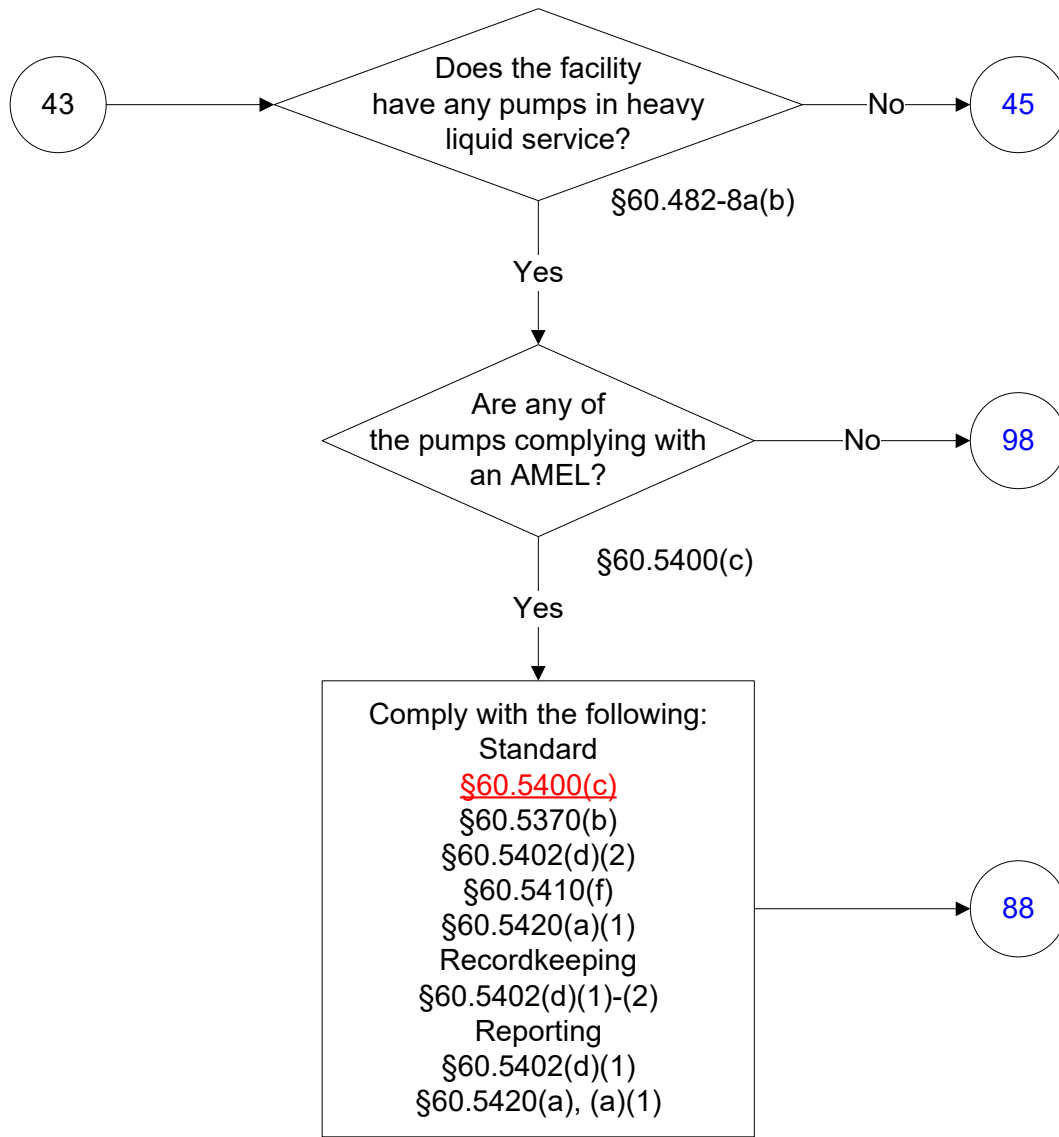 43
Does the facility
have any pumps in heavy
liquid service?
No
45
§60.482-8a(b)
Yes
Are any of
the pumps complying with
an AMEL?
No
98
§60.5400(c)
Yes
Comply with the following:
Standard
§60.5400(c)
§60.5370(b)
§60.5402(d)(2)
§60.5410(f)
§60.5420(a)(1)
Recordkeeping
§60.5402(d)(1)-(2)
Reporting
§60.5402(d)(1)
§60.5420(a), (a)(1)
88